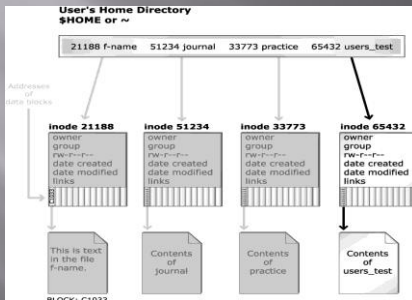 User's Home Directory
$HOME or ~
21188 f-name 51234 journal 33773 practice 65432 users_test
Addresses
of
data blocks
inode 21188
owner
group
rw-r--r--
date created
date modified
links
inode 51234
owner
group
rw-r--r--
date created
date modified
links
inode 33773
owner
group
rw-r--r--
date created
date modified
links
inode 65432
owner
group
rw-r--r--
date created
date modified
links
This is text
in the file
f-name.
Contents
of
journal
Contents
of
practice
Contents
of
users_test
BLOCK: C1033